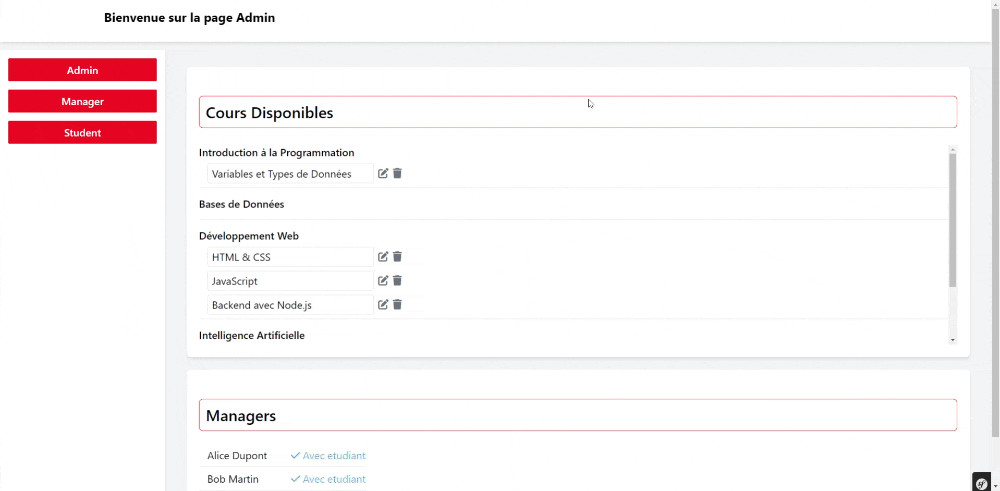 Bienvenue sur la page Admin
Admin
Manager
Student
Cours Disponibles
Introduction à la Programmation
Variables et Types de Données
Bases de Données
Développement Web
HTML & CSS
JavaScript
Backend avec Node.js
Intelligence Artificielle
Managers
Alice Dupont Avec etudiant
Bob Martin Avec etudiant